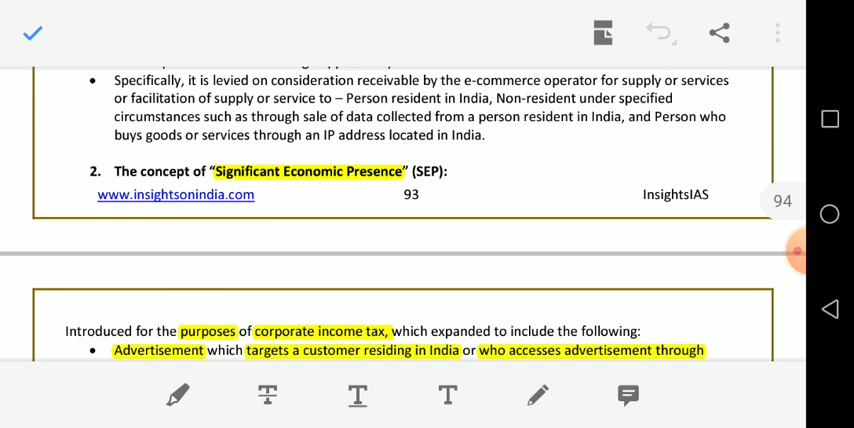 • Specifically, it is levied on consideration receivable by the e-commerce operator for supply or services
or facilitation of supply or service to – Person resident in India, Non-resident under specified
circumstances such as through sale of data collected from a person resident in India, and Person who
buys goods or services through an IP address located in India.
2. The concept of “Significant Economic Presence” (SEP):
www.insightsonindia.com 93 InsightsIAS
94
Introduced for the purposes of corporate income tax, which expanded to include the following:
• Advertisement which targets a customer residing in India or who accesses advertisement through
T T T